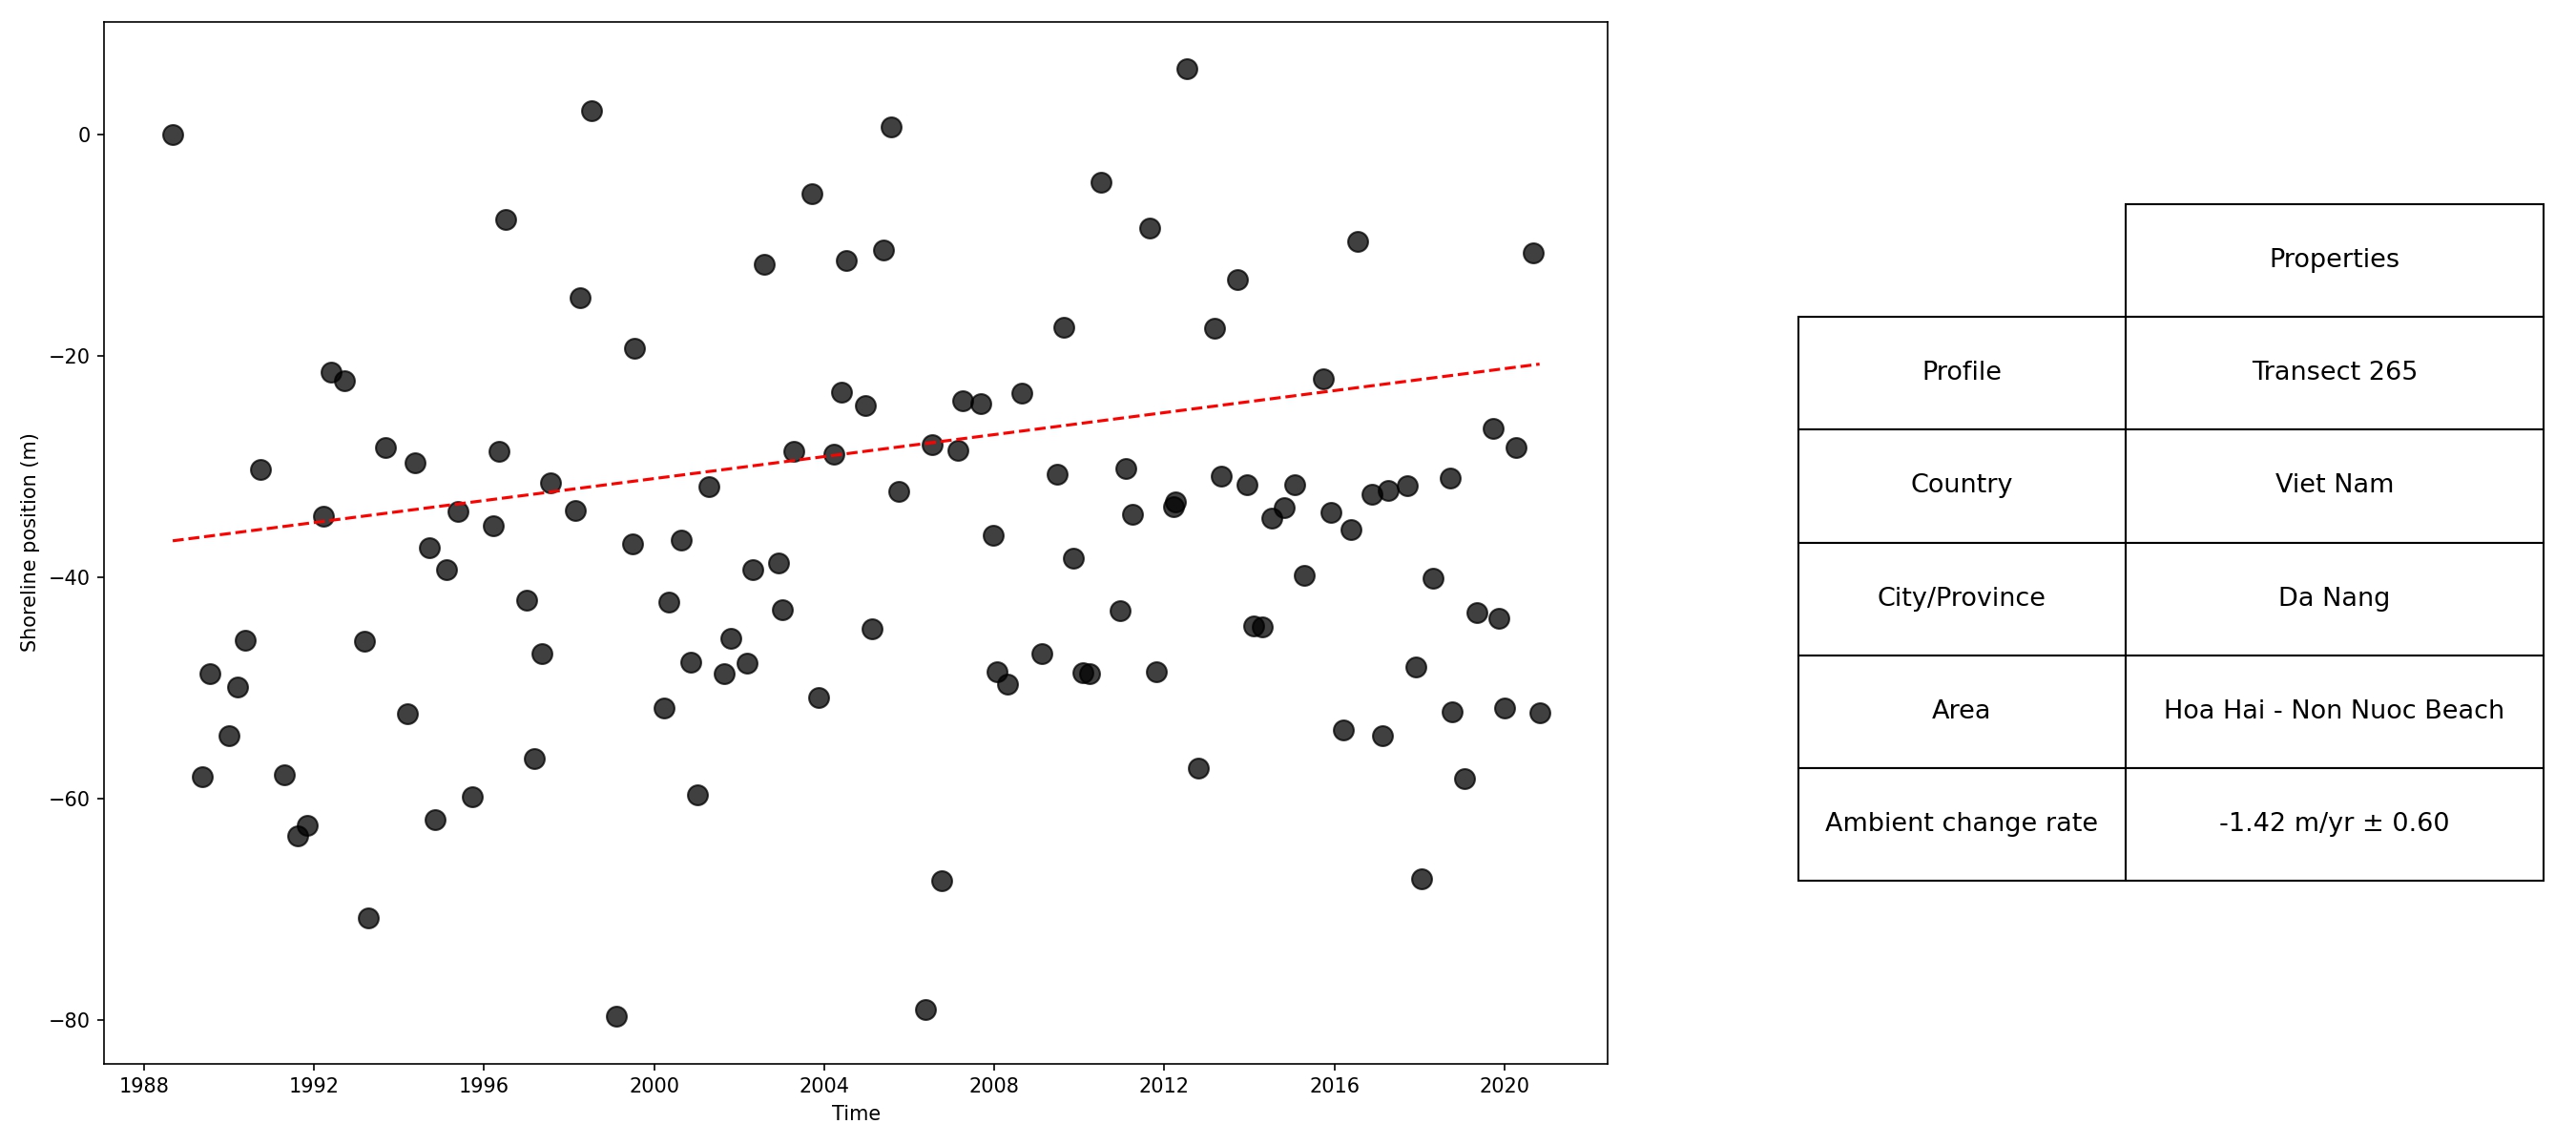 0
−20
−40
−60
−80
Shoreline position (m)
1988 1992 1996 2000 2004 2008 2012 2016 2020
Time
Properties
Profile Transect 265
Country Viet Nam
City/Province Da Nang
Area Hoa Hai - Non Nuoc Beach
Ambient change rate -1.42 m/yr ± 0.60